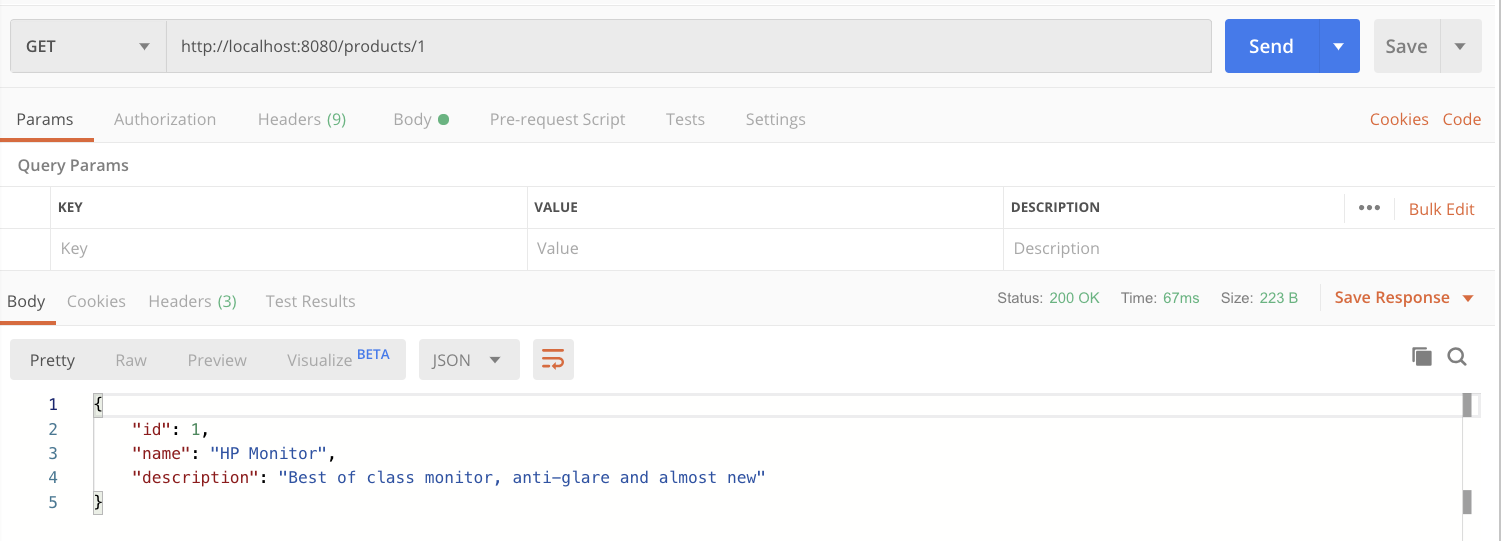 GET http://localhost:8080/products/1 Send Save
Params Authorization Headers (9) Body Pre-request Script Tests Settings Cookies Code
Query Params
KEY VALUE DESCRIPTION ••• Bulk Edit
Key Value Description
Body Cookies Headers (3) Test Results Status: 200 OK Time: 67ms Size: 223 B Save Response
Pretty Raw Preview Visualize BETA JSON
1 {
2 "id": 1,
3 "name": "HP Monitor",
4 "description": "Best of class monitor, anti-glare and almost new"
5 }